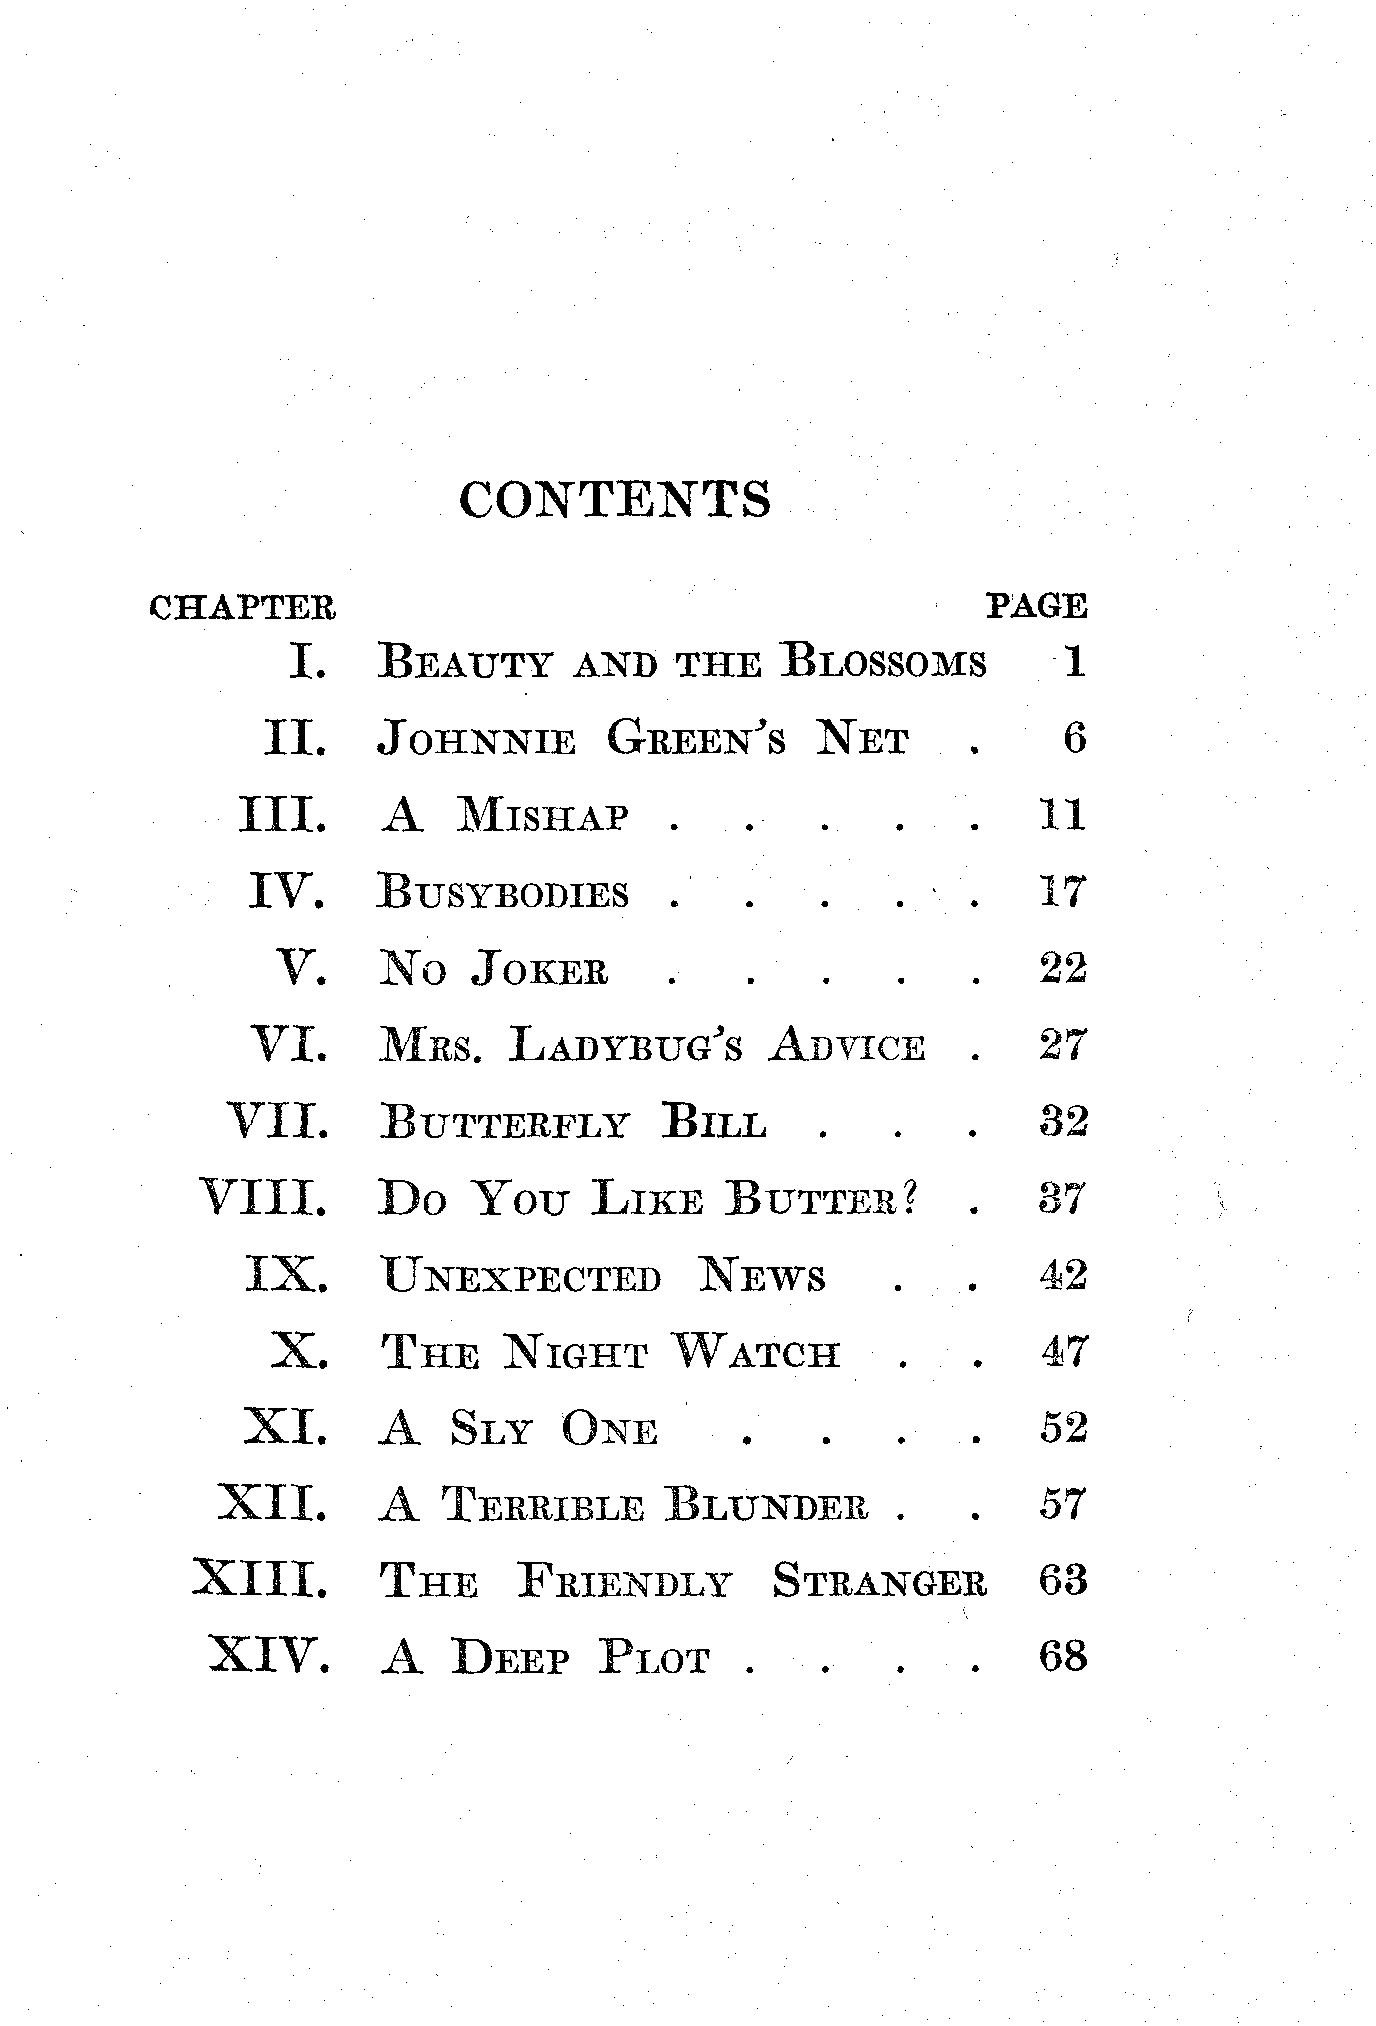 CONTENTS
CHAPTER PAGE
I. Beauty and the Blossoms 1
II. Johnnie Green's Net . 6
III. A Mishap . . . . . 11
IV. Busybodies . . . . . 17
V. No Joker . . . . . 22
VI. Mrs. Ladybug's Advice . 27
VII. Butterfly Bill . . . 32
VIII. Do You Like Butter? . 37
IX. Unexpected News . . 42
X. The Night Watch . . 47
XI. A Sly One . . . . 52
XII. A Terrible Blunder . . 57
XIII. The Friendly Stranger 63
XIV. A Deep Plot . . . . 68